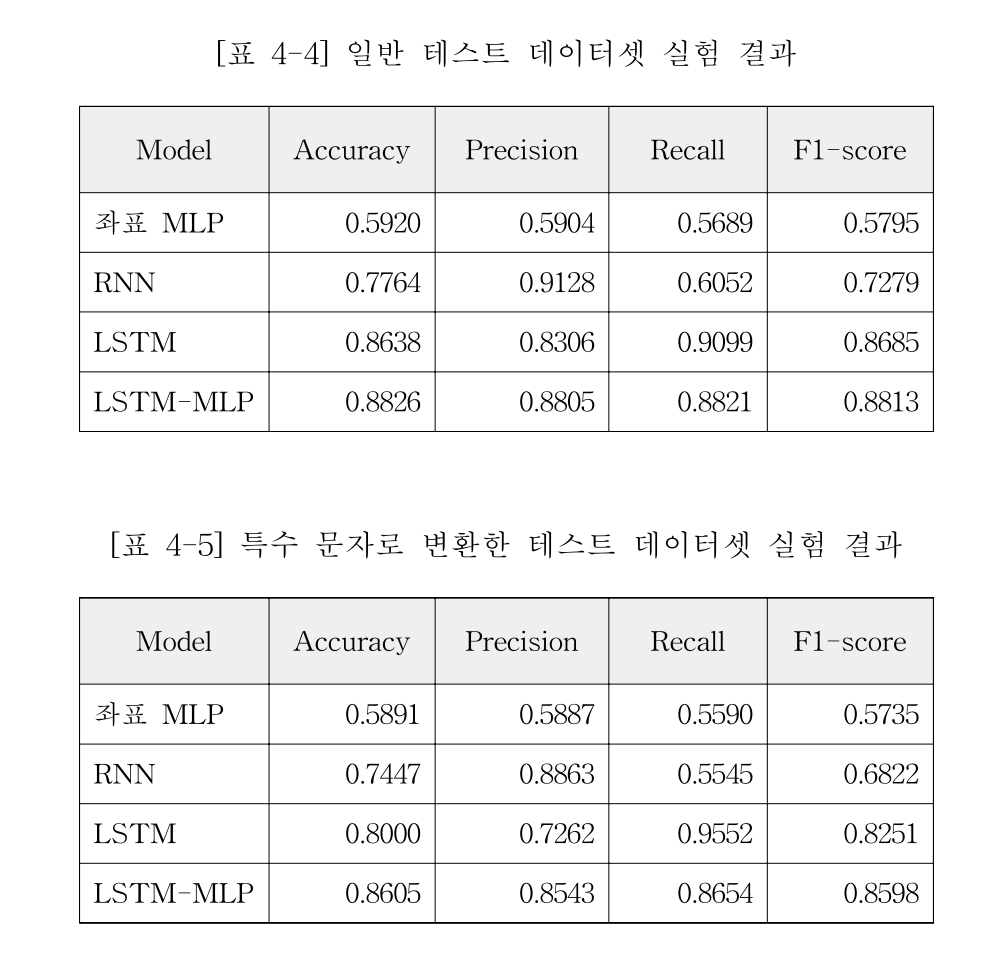 [표 4-4] 일반 테스트 데이터셋 실험 결과
Model Accuracy Precision Recall F1-score
좌표 MLP 0.5920 0.5904 0.5689 0.5795
RNN 0.7764 0.9128 0.6052 0.7279
LSTM 0.8638 0.8306 0.9099 0.8685
LSTM-MLP 0.8826 0.8805 0.8821 0.8813
[표 4-5] 특수 문자로 변환한 테스트 데이터셋 실험 결과
Model Accuracy Precision Recall F1-score
좌표 MLP 0.5891 0.5887 0.5590 0.5735
RNN 0.7447 0.8863 0.5545 0.6822
LSTM 0.8000 0.7262 0.9552 0.8251
LSTM-MLP 0.8605 0.8543 0.8654 0.8598